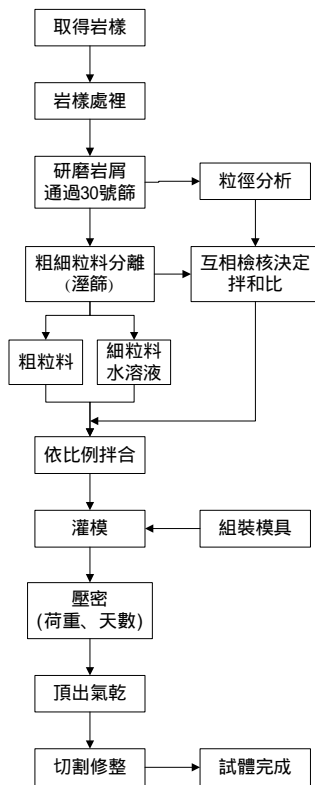 取得岩樣
岩樣處裡
研磨岩屑
通過30號篩
粒徑分析
粗細粒料分離
(溼篩)
互相檢核決定
拌和比
粗粒料
細粒料
水溶液
依比例拌合
灌模
組裝模具
壓密
(荷重、天數)
頂出氣乾
切割修整
試體完成